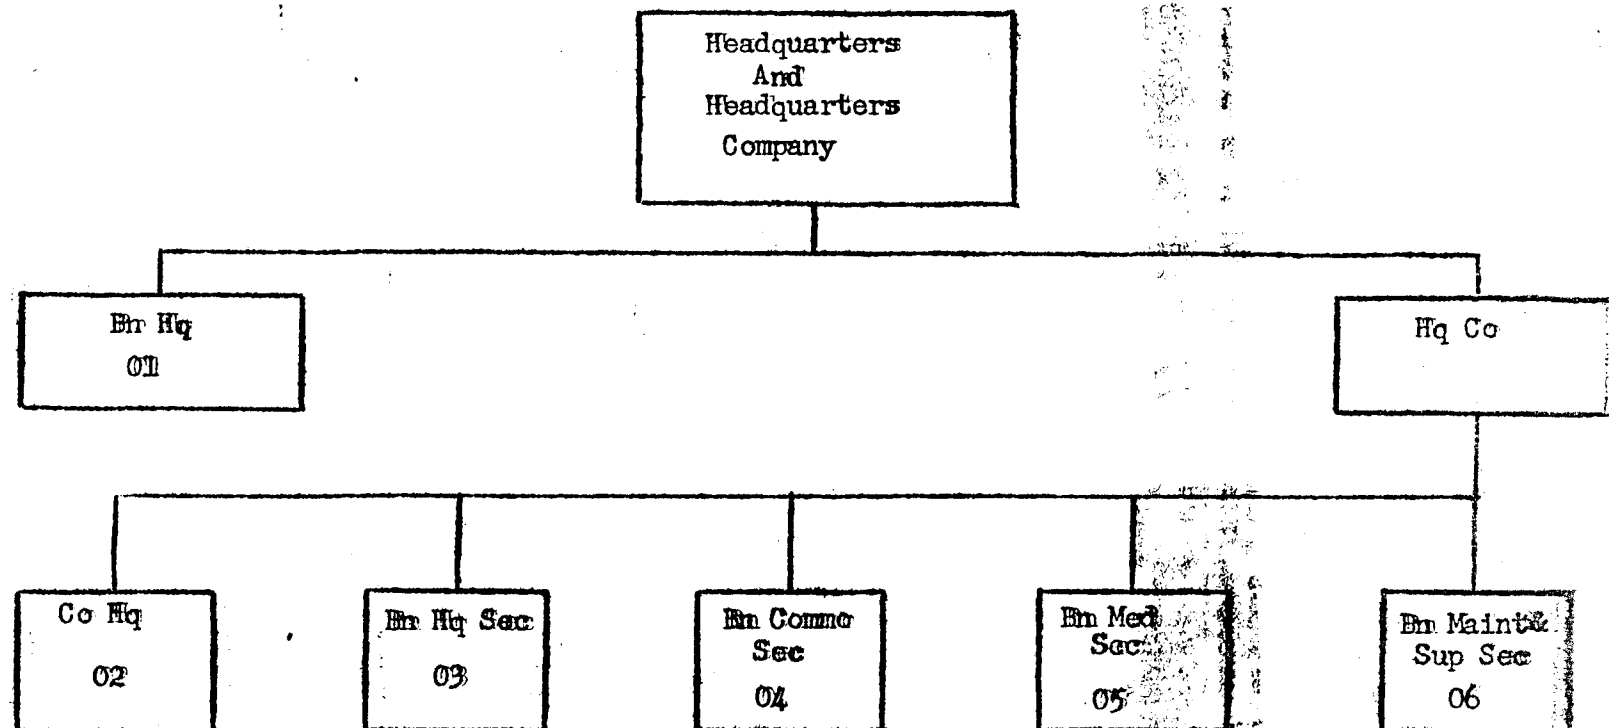 Headquarters
And
Headquarters
Company
Bn Hq
01
Hq Co
Co Hq
02
Bn Hq Sec
03
Bn Commo
Sec
04
Bn Med
Sec
05
Bn Maint&
Sup Sec
06